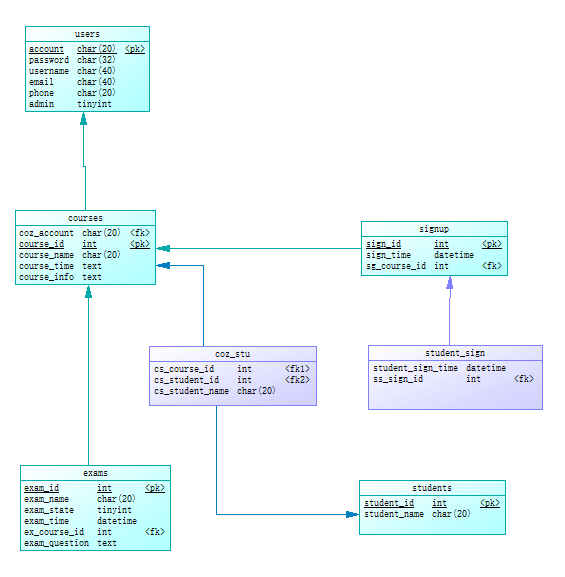 users
account char(20) <pk>
password char(32)
username char(40)
email char(40)
phone char(20)
admin tinyint
courses
coz_account char(20) <fk>
course_id int <pk>
course_name char(20)
course_time text
course_info text
signup
sign_id int <pk>
sign_time datetime
sg_course_id int <fk>
coz_stu
cs_course_id int <fk1>
cs_student_id int <fk2>
cs_student_name char(20)
student_sign
student_sign_time datetime
ss_sign_id int <fk>
exams
exam_id int <pk>
exam_name char(20)
exam_state tinyint
exam_time datetime
ex_course_id int <fk>
exam_question text
students
student_id int <pk>
student_name char(20)